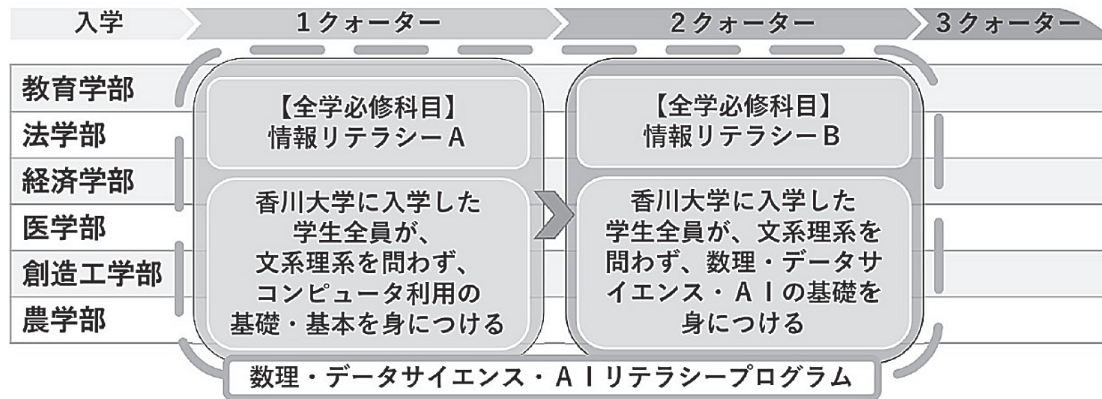 入学
1クォーター
2クォーター
3クォーター
教育学部
法学部
経済学部
医学部
創造工学部
農学部
【全学必修科目】
情報リテラシーA
香川大学に入学した
学生全員が、
文系理系を問わず、
コンピュータ利用の
基礎・基本を身につける
【全学必修科目】
情報リテラシーB
香川大学に入学した
学生全員が、文系理系を
問わず、数理・データサ
イエンス・AIの基礎を
身につける
数理・データサイエンス・AIリテラシープログラム